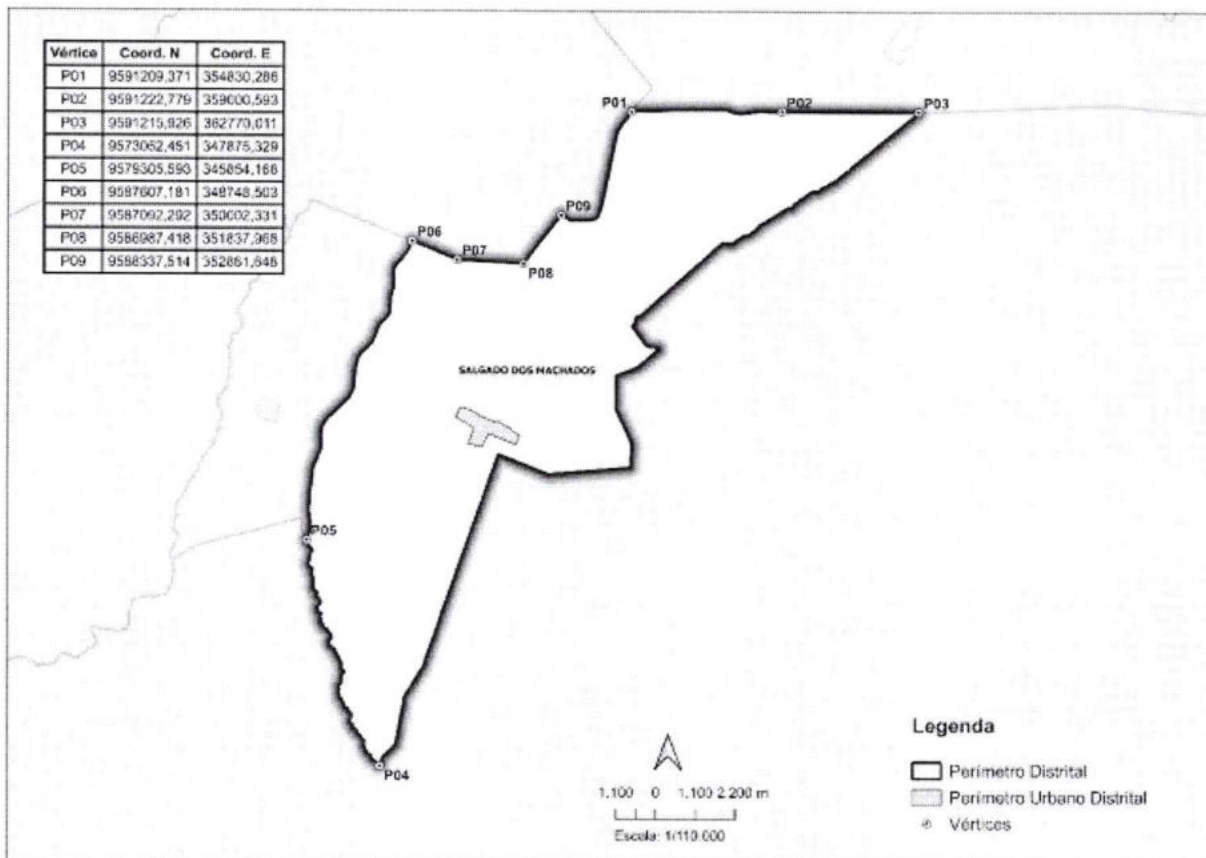 Vértice Coord. N Coord. E
P01 9591209,371 354830,286
P02 9591222,779 359000,593
P03 9591215,926 362770,011
P04 9573062,451 347875,329
P05 9579305,593 345854,166
P06 9587607,181 348748,503
P07 9587092,292 350002,331
P08 9586987,418 351837,968
P09 9588337,514 352861,648
P01
P02
P03
P09
P06
P07
P08
SALGADO DOS MACHADOS
P05
P04
Legenda
Perímetro Distrital
Perímetro Urbano Distrital
Vértices
1.100 0 1.100 2.200 m
Escala: 1/110.000